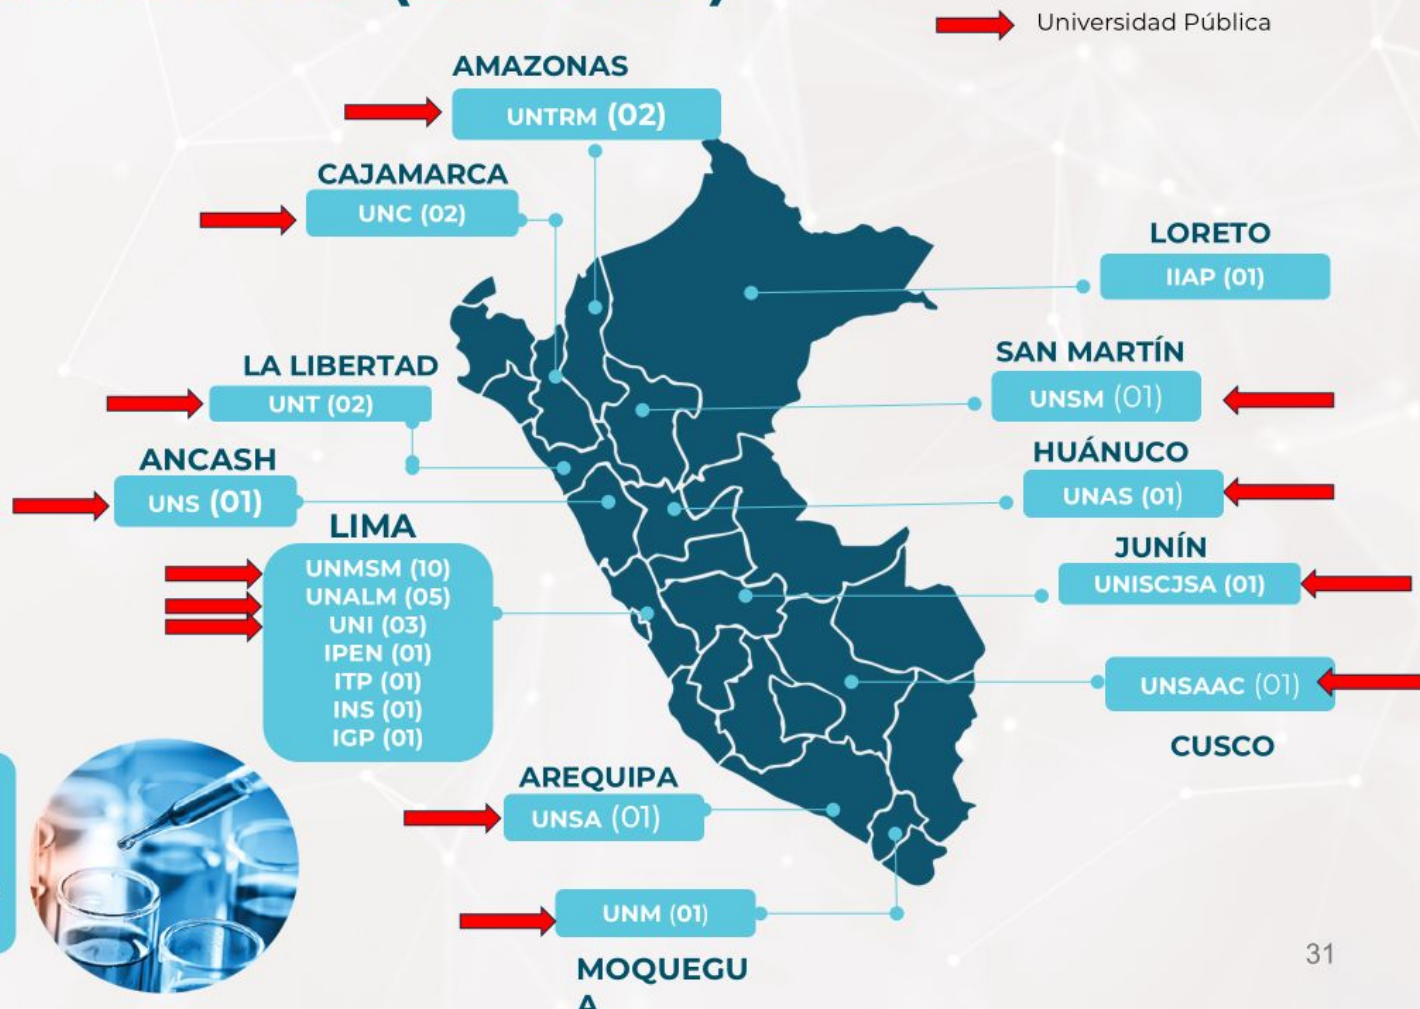 Universidad Pública
AMAZONAS
UNTRM (02)
CAJAMARCA
UNC (02)
LORETO
IIAP (01)
LA LIBERTAD
UNT (02)
SAN MARTÍN
UNSM (01)
ANCASH
UNS (01)
HUÁNUCO
UNAS (01)
LIMA
UNMSM (10)
UNALM (05)
UNI (03)
IPEN (01)
ITP (01)
INS (01)
IGP (01)
JUNÍN
UNISCJSA (01)
UNSAAC (01)
CUSCO
AREQUIPA
UNSA (01)
UNM (01)
MOQUEGU
A
31